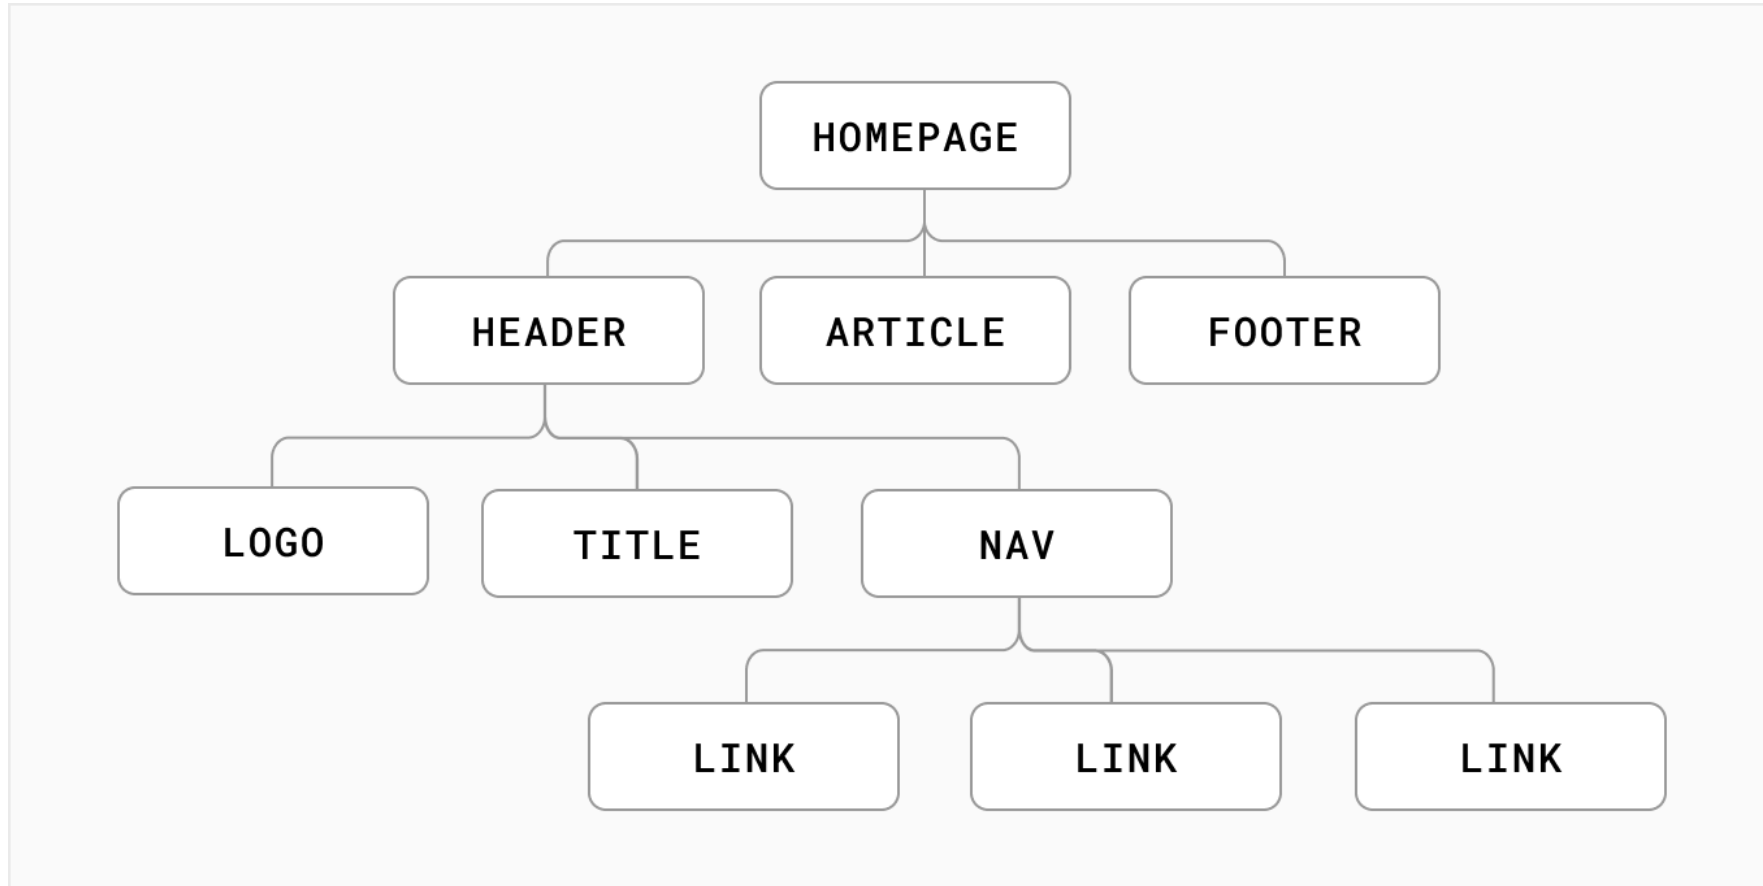 HOMEPAGE
HEADER
ARTICLE
FOOTER
LOGO
TITLE
NAV
LINK
LINK
LINK